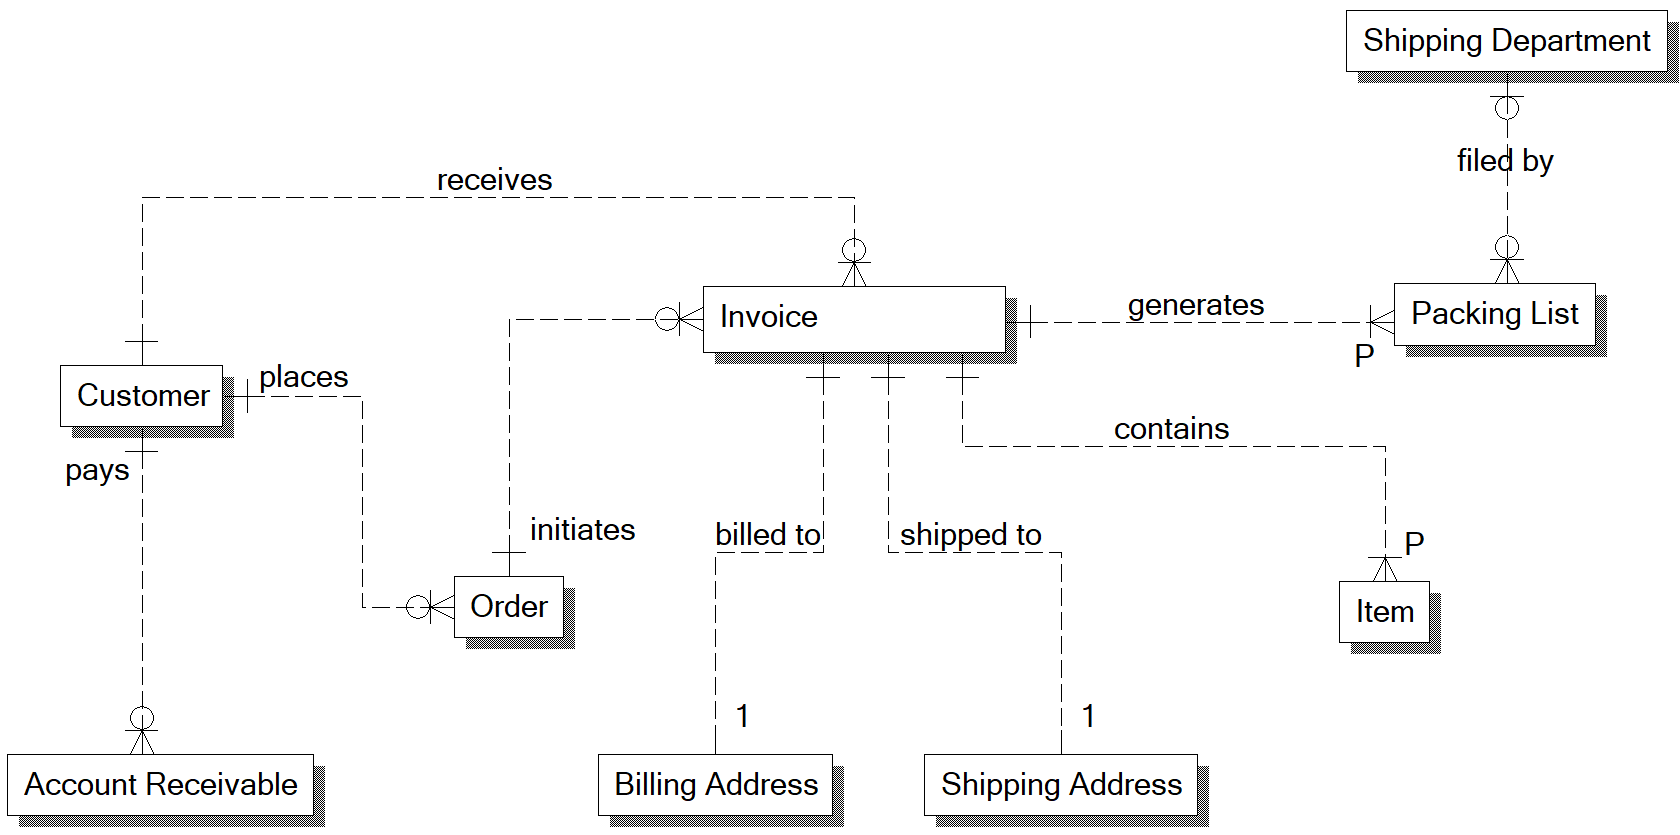 Shipping Department
filed by
receives
generates
Invoice
Packing List
P
places
Customer
contains
pays
initiates
billed to
shipped to
P
Order
Item
1
1
Account Receivable
Billing Address
Shipping Address